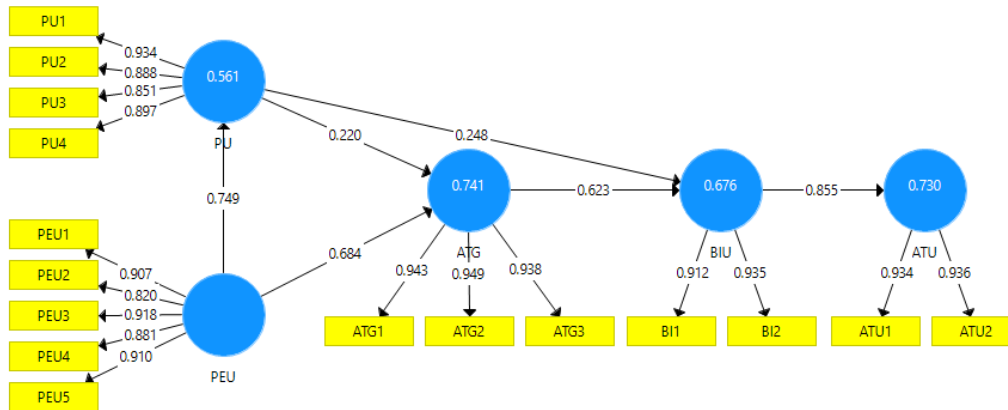 PU1
PU2
PU3
PU4
0.934
0.888
0.851
0.897
0.561
PU
0.220
0.248
0.749
0.741
ATG
0.623
0.676
BIU
0.855
0.730
ATU
PEU1
PEU2
PEU3
PEU4
PEU5
0.907
0.820
0.918
0.881
0.910
PEU
0.684
0.943
0.949
0.938
0.912
0.935
0.934
0.936
ATG1
ATG2
ATG3
BI1
BI2
ATU1
ATU2